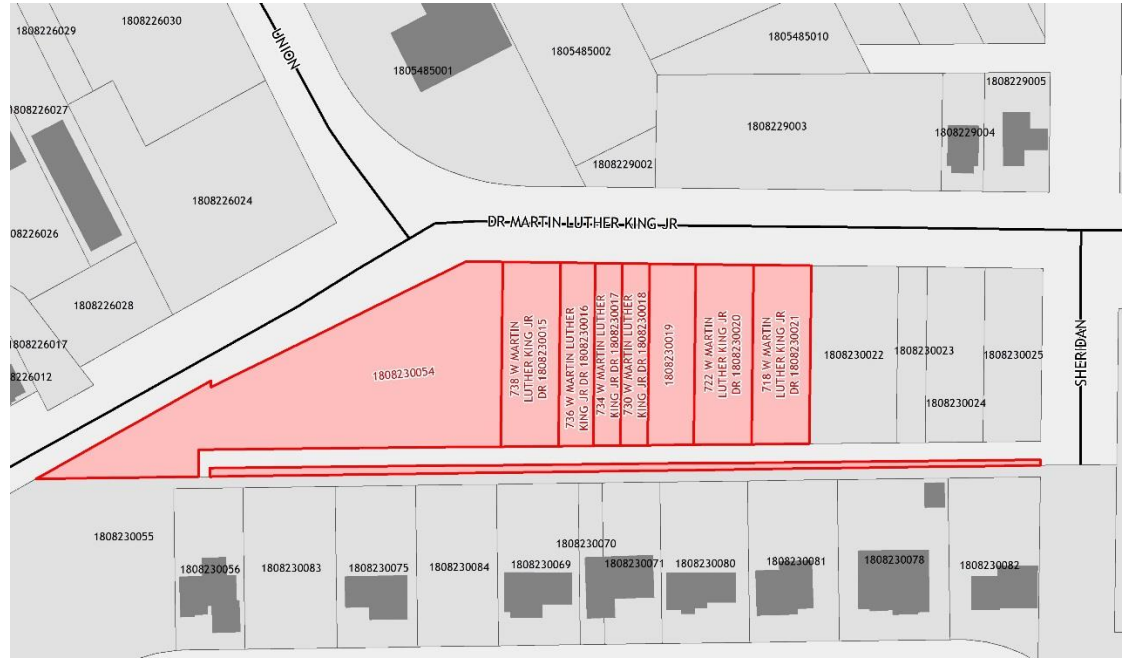 1808226029
1808226030
UNION
1805485001
1805485002
1805485010
1808226027
1808229003
1808229005
1808229004
1808229002
1808226024
DR MARTIN LUTHER KING JR
08226026
1808226028
1808226017
8226012
1808230054
738 W MARTIN
LUTHER KING JR
DR 1808230015
736 W MARTIN LUTHER
KING JR DR 1808230016
734 W MARTIN LUTHER
KING JR DR 1808230017
730 W MARTIN LUTHER
KING JR DR 1808230018
1808230019
722 W MARTIN
LUTHER KING JR
DR 1808230020
718 W MARTIN
LUTHER KING JR
DR 1808230021
1808230022
1808230023
1808230024
1808230025
SHERIDAN
1808230055
1808230056
1808230083
1808230075
1808230084
1808230069
1808230070
1808230071
1808230080
1808230081
1808230078
1808230082